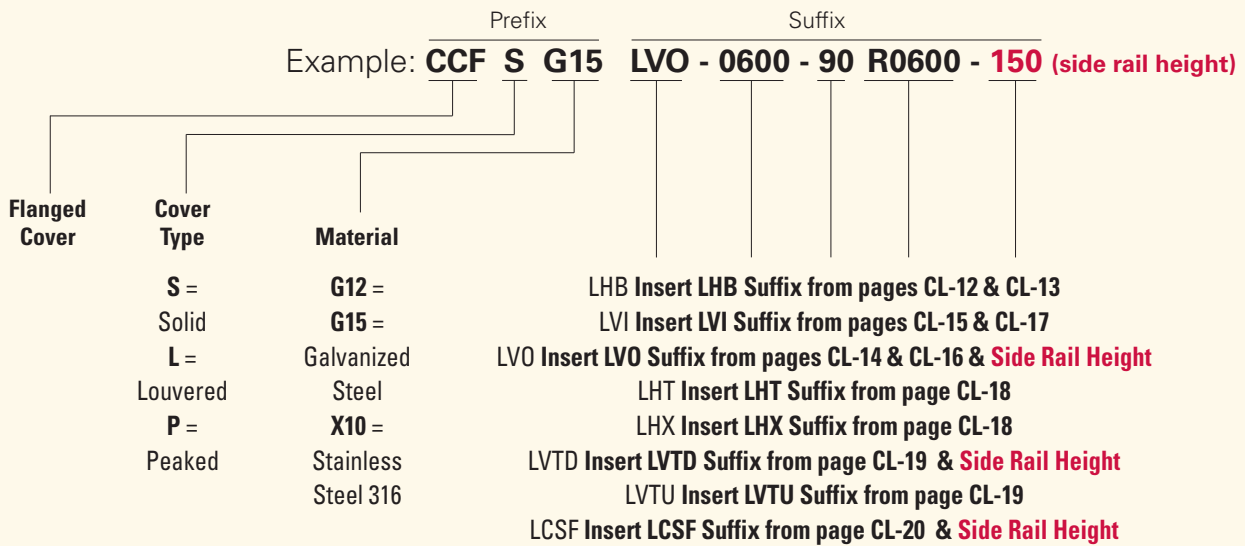 Prefix Suffix
Example: CCF S G15 LVO - 0600 - 90 R0600 - 150 (side rail height)
Flanged Cover
Cover Type
Material
S = G12 = LHB Insert LHB Suffix from pages CL-12 & CL-13
Solid G15 = LVI Insert LVI Suffix from pages CL-15 & CL-17
L = Galvanized LVO Insert LVO Suffix from pages CL-14 & CL-16 & Side Rail Height
Louvered Steel LHT Insert LHT Suffix from page CL-18
P = X10 = LHX Insert LHX Suffix from page CL-18
Peaked Stainless LVTD Insert LVTD Suffix from page CL-19 & Side Rail Height
Steel 316 LVTU Insert LVTU Suffix from page CL-19
LCSF Insert LCSF Suffix from page CL-20 & Side Rail Height